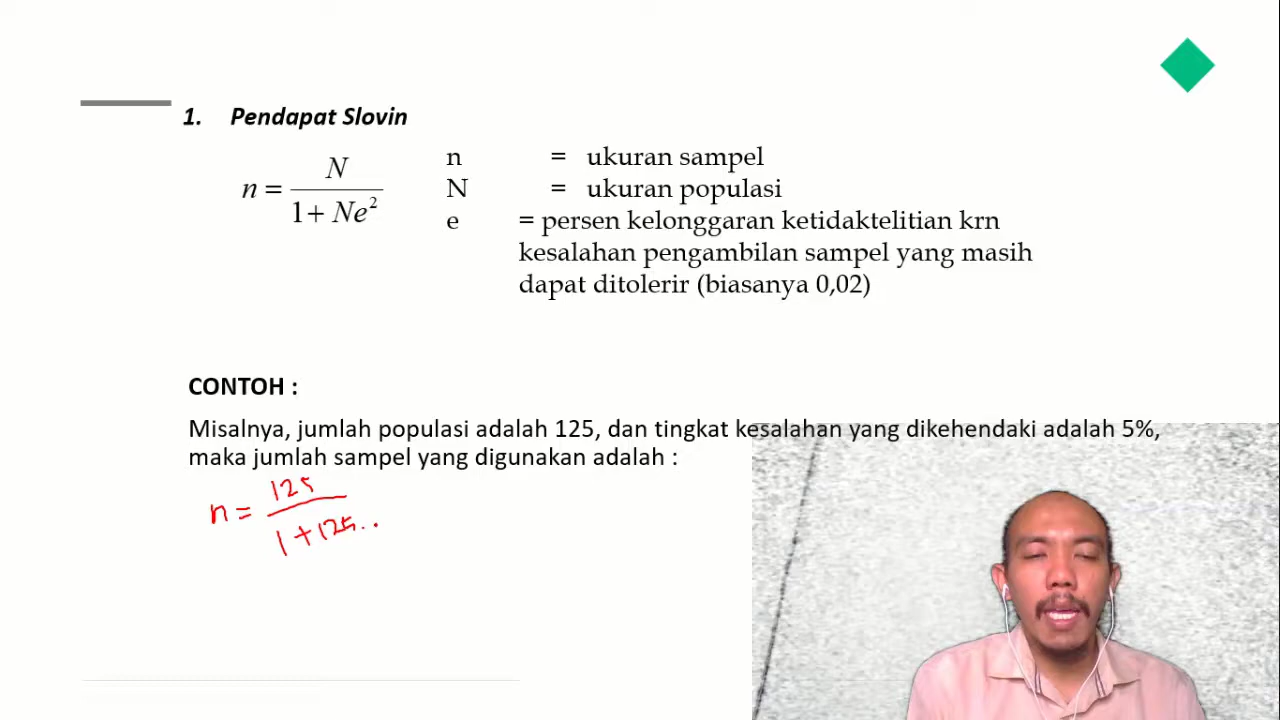 1. Pendapat Slovin
n = N / 1 + Ne²
n = ukuran sampel
N = ukuran populasi
e = persen kelonggaran ketidaktelitian krn
kesalahan pengambilan sampel yang masih
dapat ditolerir (biasanya 0,02)
CONTOH :
Misalnya, jumlah populasi adalah 125, dan tingkat kesalahan yang dikehendaki adalah 5%,
maka jumlah sampel yang digunakan adalah :
n = 125 / 1 + 125 . .